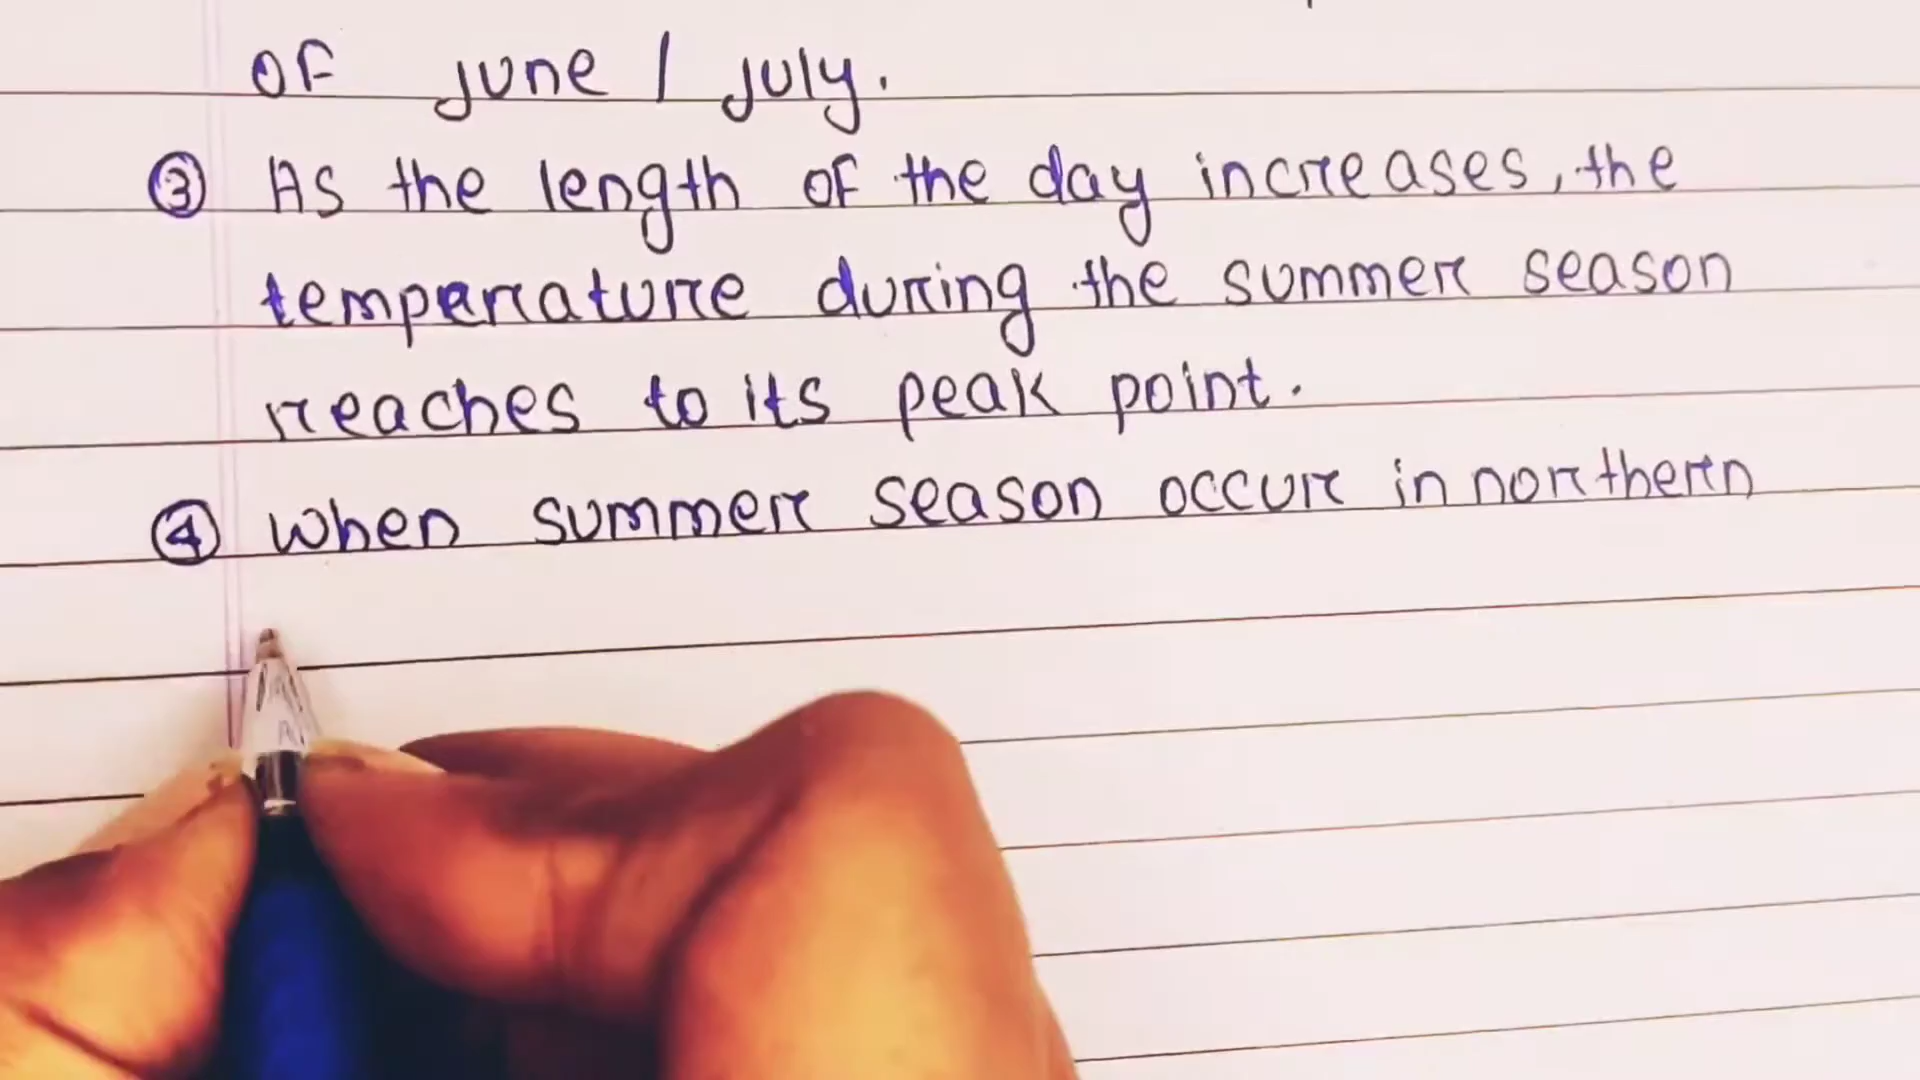 of june / july.
③ As the length of the day increases, the
temperature during the summer season
reaches to its peak point.
④ When summer season occur in northern